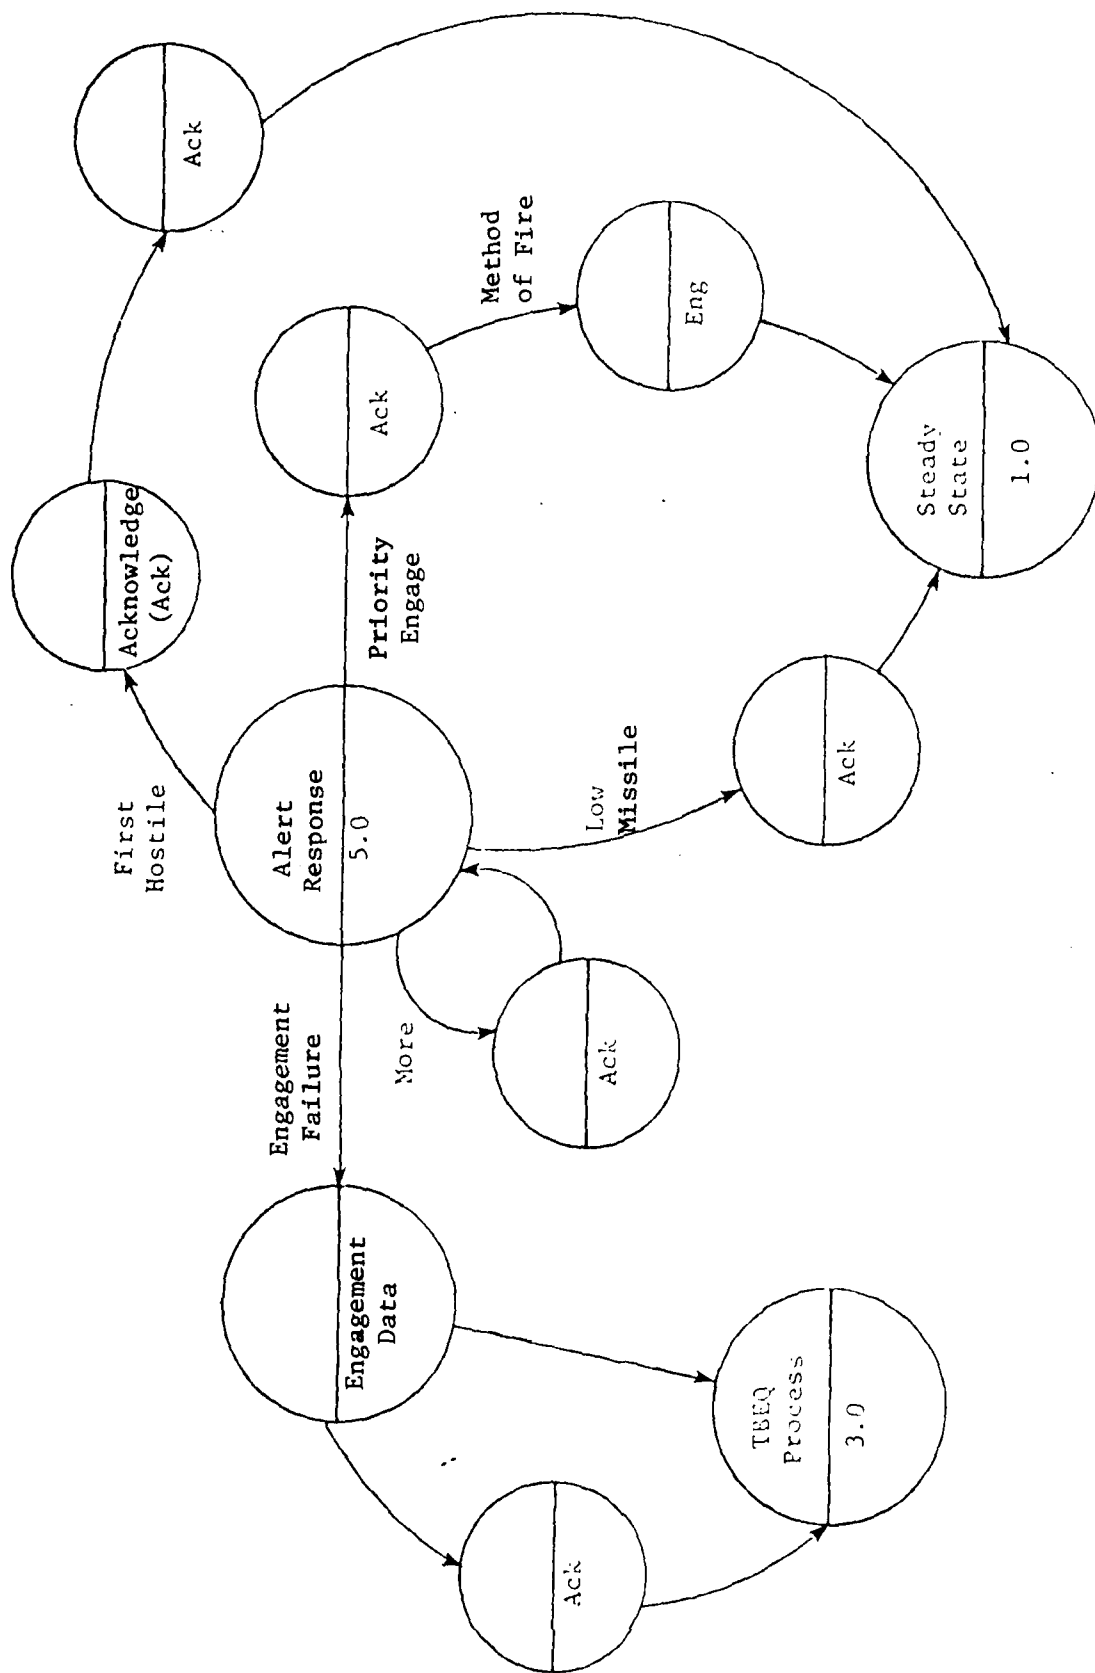 First
Hostile
Acknowledge
(Ack)
Ack
Engagement
Failure
Alert
Response
5.0
Priority
Engage
Ack
Method
of Fire
Eng
Engagement
Data
More
Ack
Low
Missile
Ack
Steady
State
1.0
Ack
TBEQ
Process
3.0